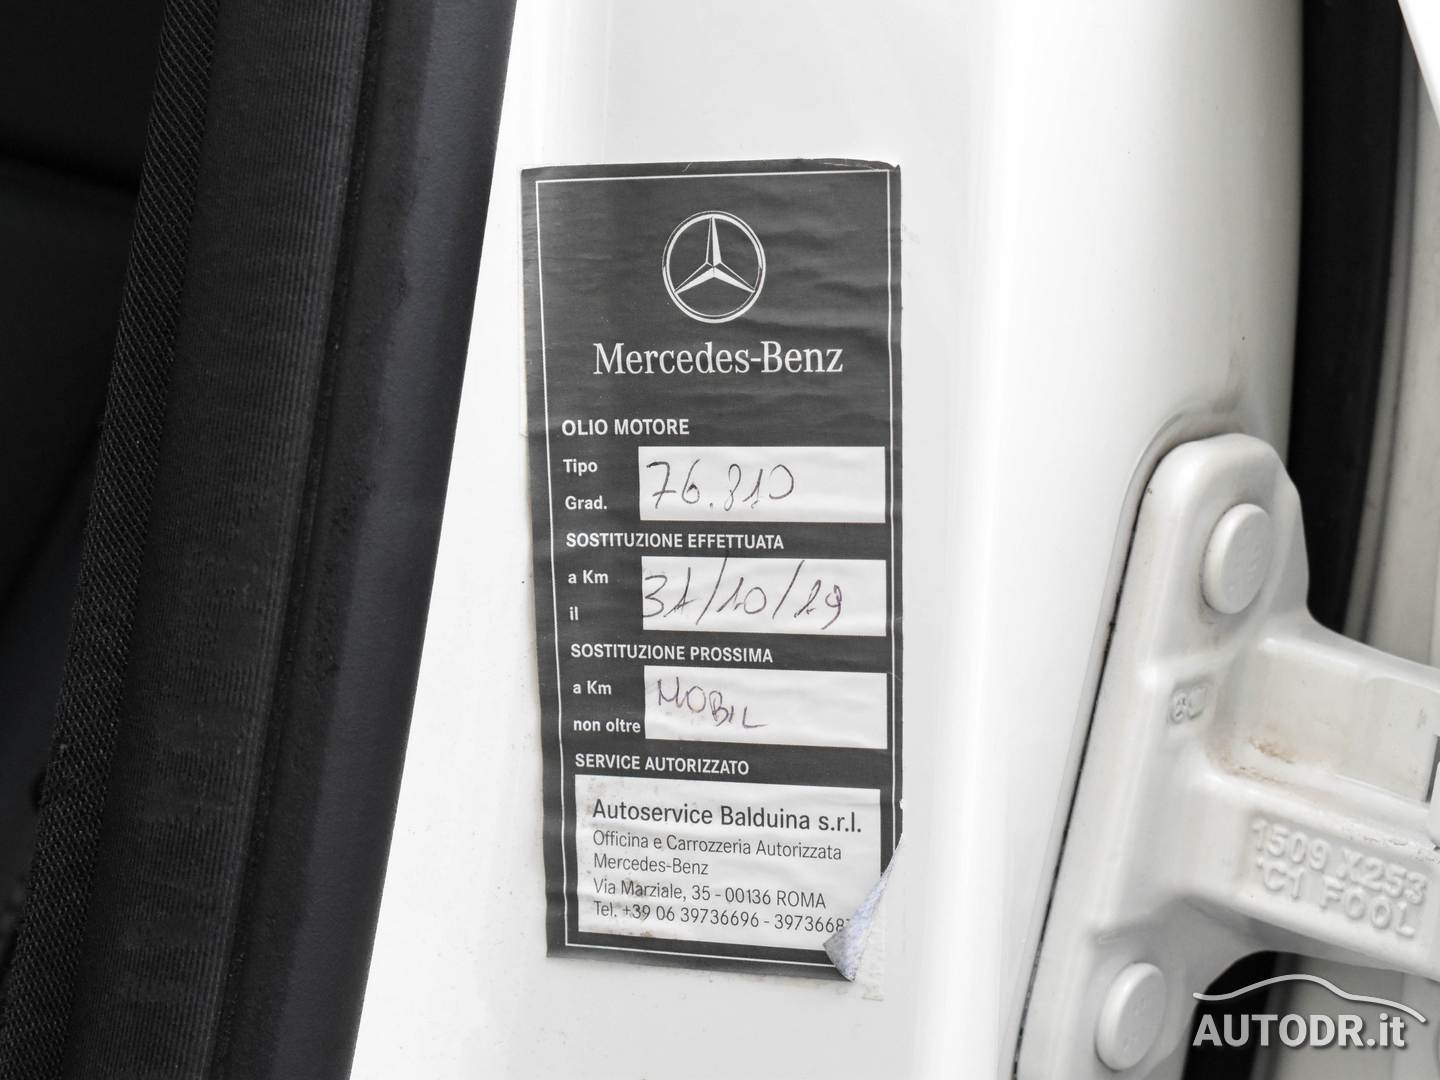 Mercedes-Benz
OLIO MOTORE
Tipo
Grad.
76.810
SOSTITUZIONE EFFETTUATA
a Km
il
31/10/19
SOSTITUZIONE PROSSIMA
a Km
non oltre
MOBIL
SERVICE AUTORIZZATO
Autoservice Balduina s.r.l.
Officina e Carrozzeria Autorizzata
Mercedes-Benz
Via Marziale, 35 - 00136 ROMA
Tel. +39 06 39736696 - 3973668
1509 X253
C1 FOOL
AUTODR.it